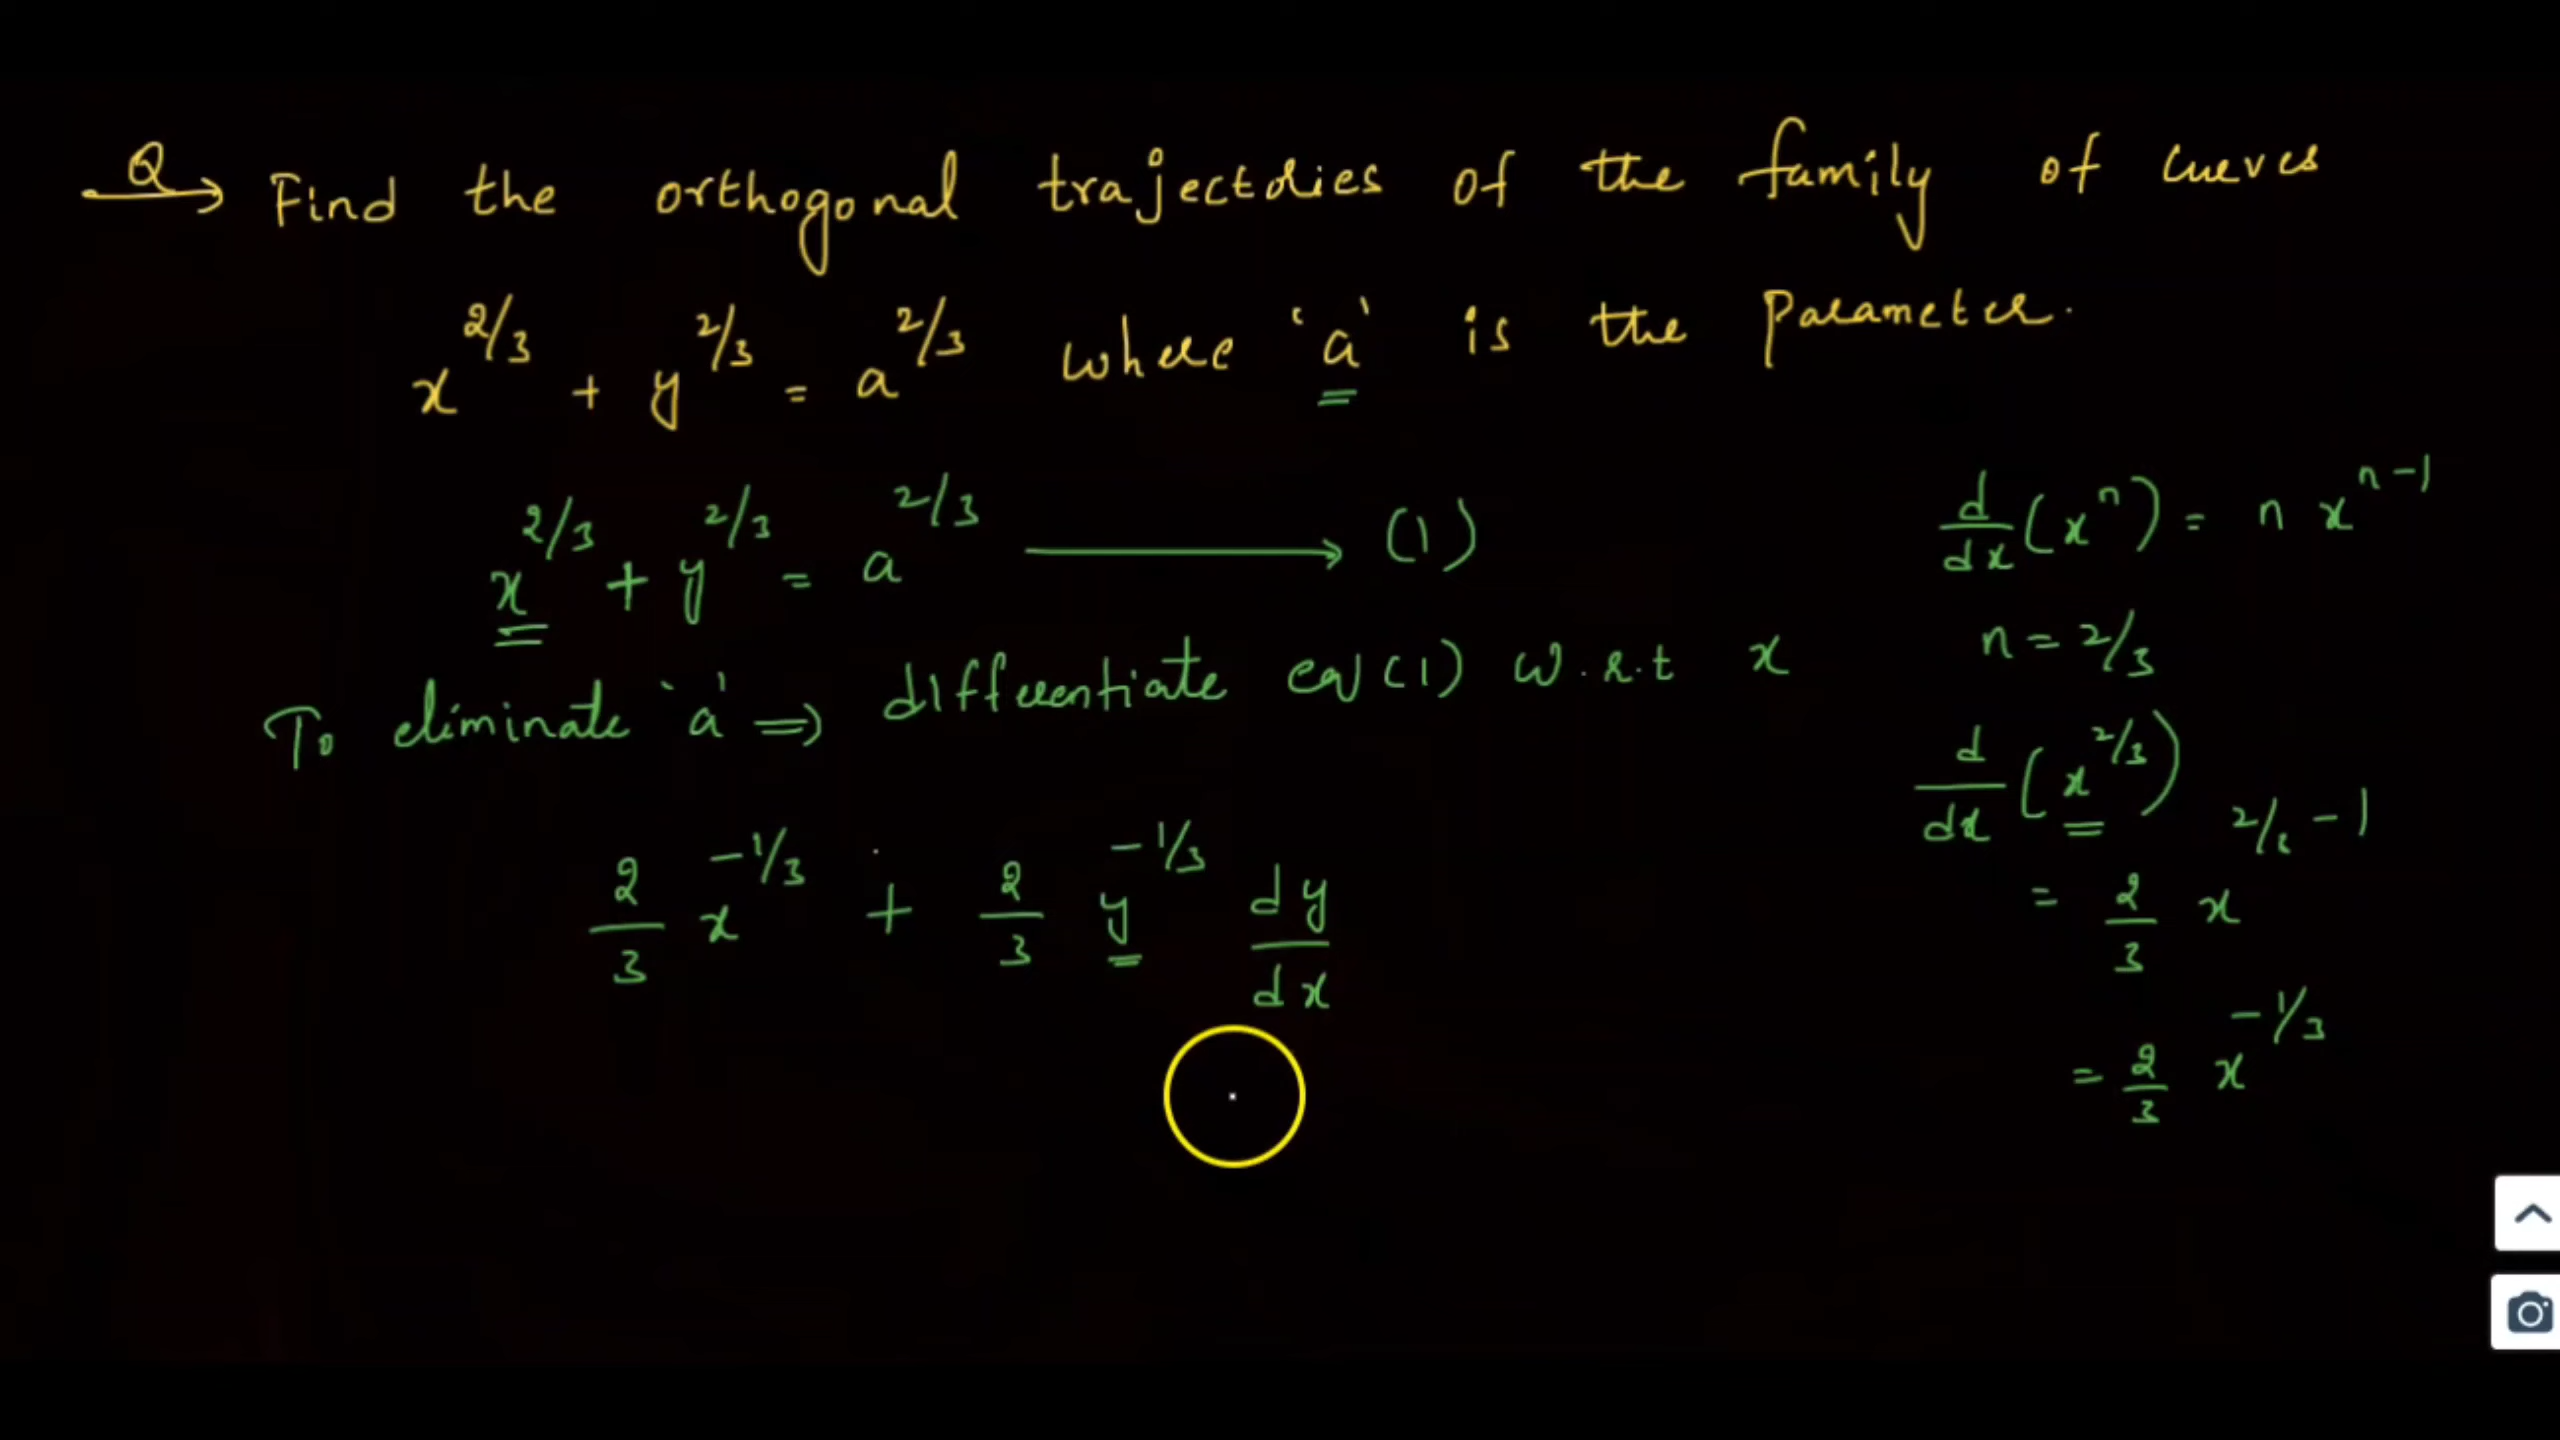 Q→ Find the orthogonal trajectories of the family of curves
x^{2/3} + y^{2/3} = a^{2/3} where 'a' is the parameter.
x^{2/3} + y^{2/3} = a^{2/3} → (1)
To eliminate 'a' ⇒ differentiate eq (1) w.r.t x
2/3 x^{-1/3} + 2/3 y^{-1/3} dy/dx
d/dx (x^n) = n x^{n-1}
n = 2/3
d/dx (x^{2/3})
= 2/3 x^{2/3 - 1}
= 2/3 x^{-1/3}